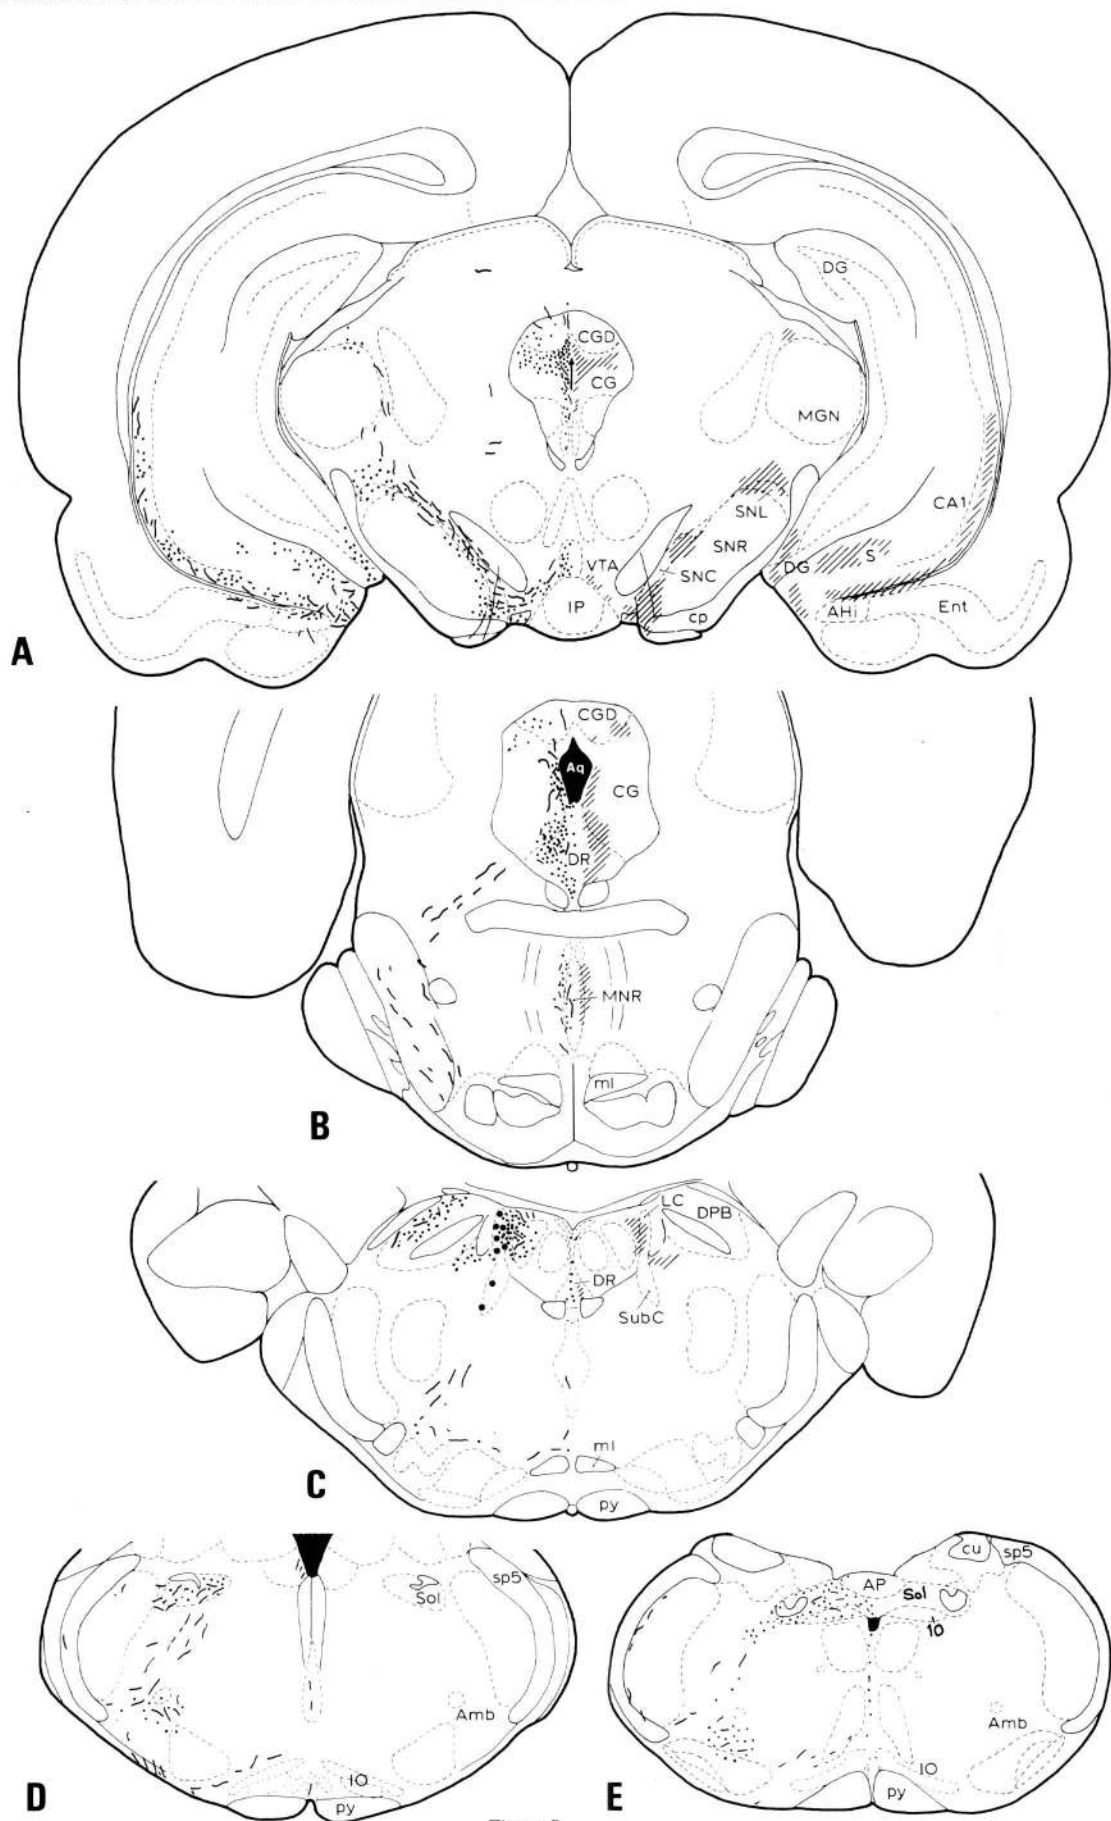 DG
CGD
CG
MGN
CA1
SNL
SNR
S
VTA
DG
SNC
IP
AHi
Ent
cp
A
CGD
Aq
CG
DR
MNR
ml
B
LC
DPB
DR
SubC
ml
C
py
cu
sp5
sp5
AP
Sol
Sol
10
Amb
Amb
IO
IO
D
py
E
py